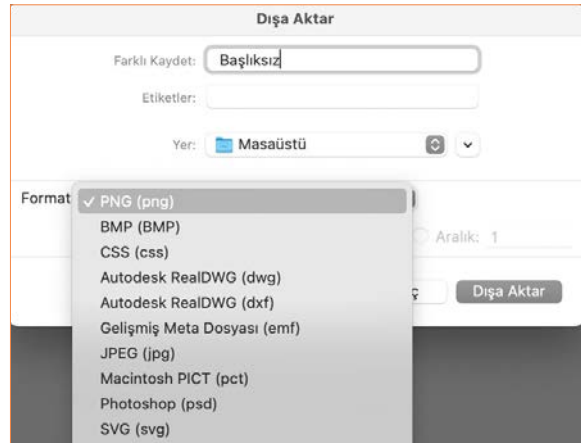 Dışa Aktar
Farklı Kaydet: Başlıksız
Etiketler:
Yer: Masaüstü
Format
✓ PNG (png)
BMP (BMP)
CSS (css)
Aralık: 1
Autodesk RealDWG (dwg)
Autodesk RealDWG (dxf)
ç Dışa Aktar
Gelişmiş Meta Dosyası (emf)
JPEG (jpg)
Macintosh PICT (pct)
Photoshop (psd)
SVG (svg)